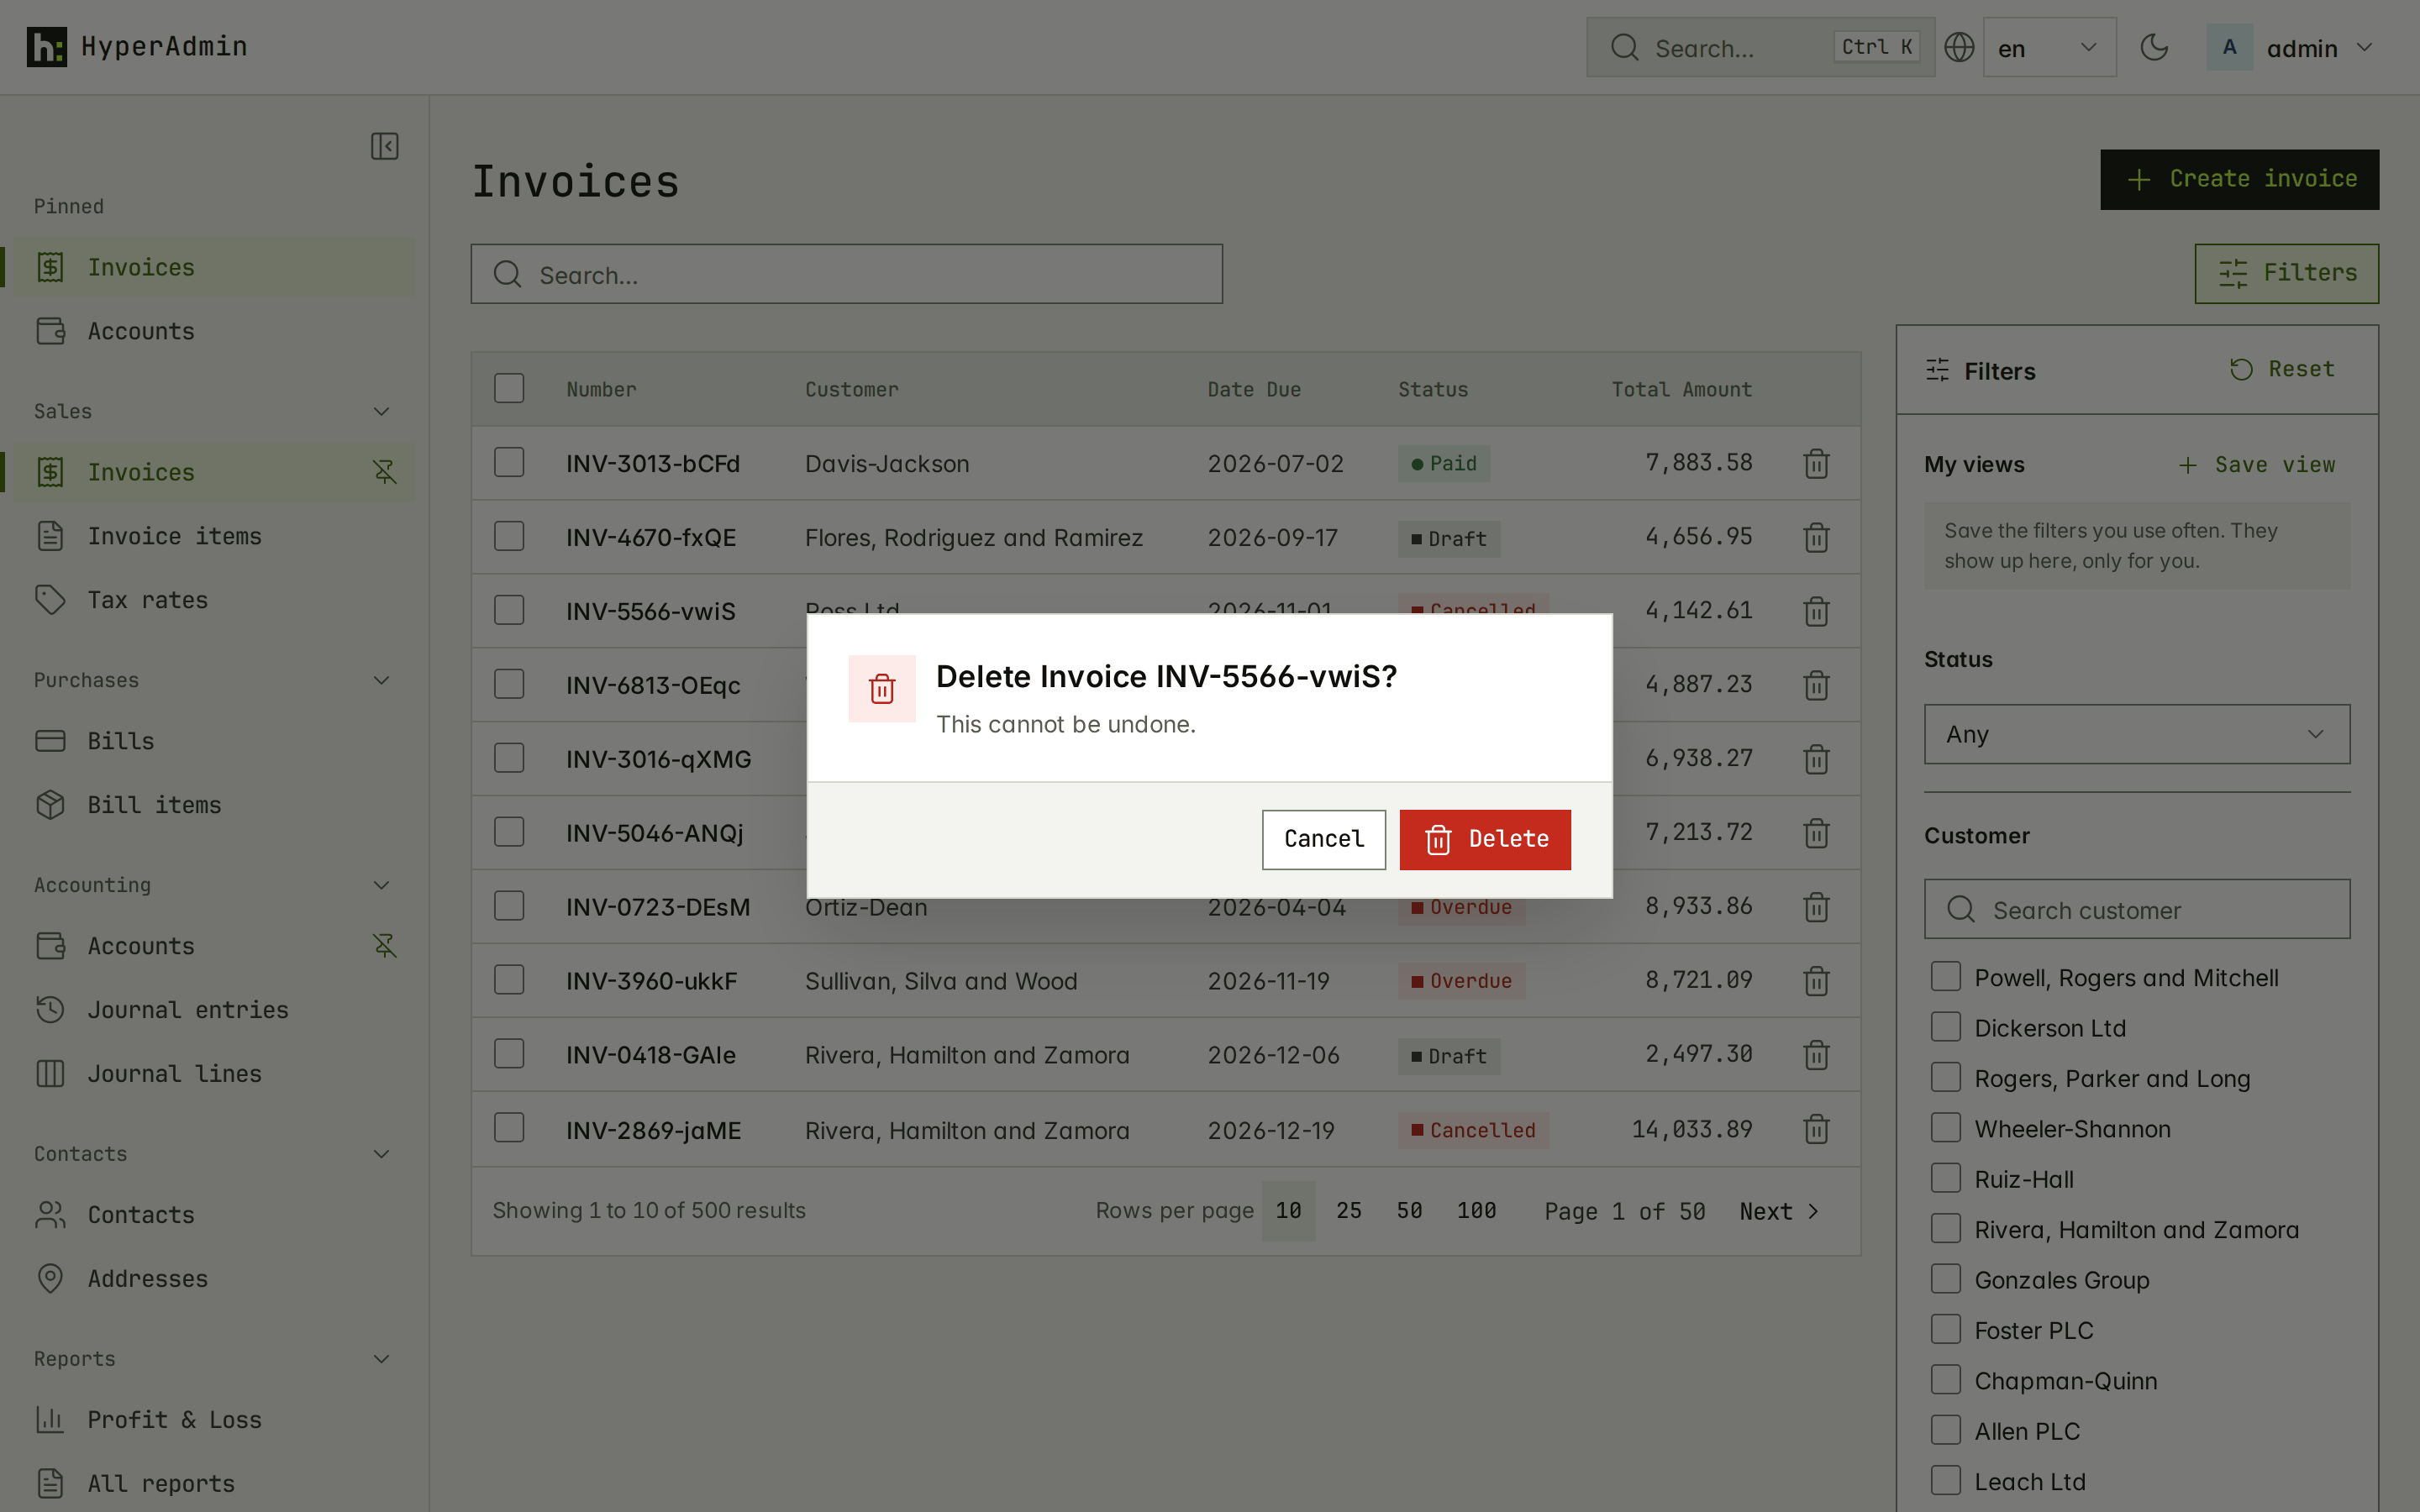 h: HyperAdmin
Search... Ctrl K
en
A admin
Pinned
Invoices
Accounts
Sales
Invoices
Invoice items
Tax rates
Purchases
Bills
Bill items
Accounting
Accounts
Journal entries
Journal lines
Contacts
Contacts
Addresses
Reports
Profit & Loss
All reports
Invoices
Create invoice
Search...
Filters
Number Customer Date Due Status Total Amount
INV-3013-bCFd Davis-Jackson 2026-07-02 Paid 7,883.58
INV-4670-fxQE Flores, Rodriguez and Ramirez 2026-09-17 Draft 4,656.95
INV-5566-vwiS Ross Ltd 2026-11-01 Cancelled 4,142.61
INV-6813-OEqc 4,887.23
INV-3016-qXMG 6,938.27
INV-5046-ANQj 7,213.72
INV-0723-DEsM Ortiz-Dean 2026-04-04 Overdue 8,933.86
INV-3960-ukkF Sullivan, Silva and Wood 2026-11-19 Overdue 8,721.09
INV-0418-GAle Rivera, Hamilton and Zamora 2026-12-06 Draft 2,497.30
INV-2869-jaME Rivera, Hamilton and Zamora 2026-12-19 Cancelled 14,033.89
Showing 1 to 10 of 500 results Rows per page 10 25 50 100 Page 1 of 50 Next
Delete Invoice INV-5566-vwiS?
This cannot be undone.
Cancel Delete
Filters Reset
My views Save view
Save the filters you use often. They
show up here, only for you.
Status
Any
Customer
Search customer
Powell, Rogers and Mitchell
Dickerson Ltd
Rogers, Parker and Long
Wheeler-Shannon
Ruiz-Hall
Rivera, Hamilton and Zamora
Gonzales Group
Foster PLC
Chapman-Quinn
Allen PLC
Leach Ltd